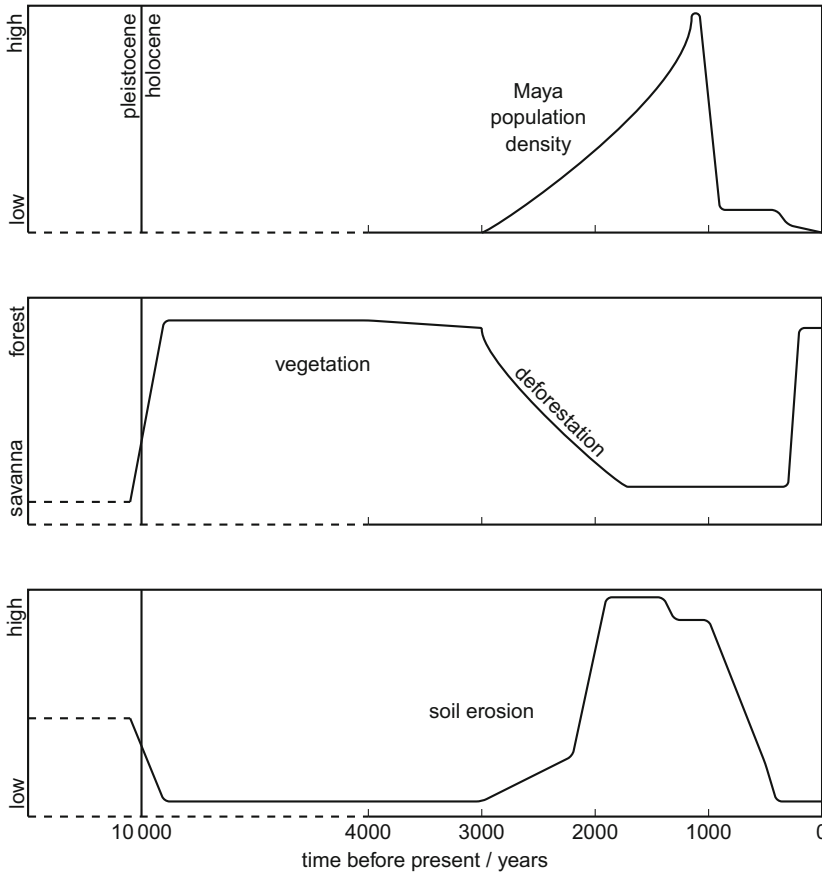 high
low
pleistocene
holocene
Maya
population
density
forest
savanna
vegetation
deforestation
high
low
soil erosion
10 000 4000 3000 2000 1000 0
time before present / years